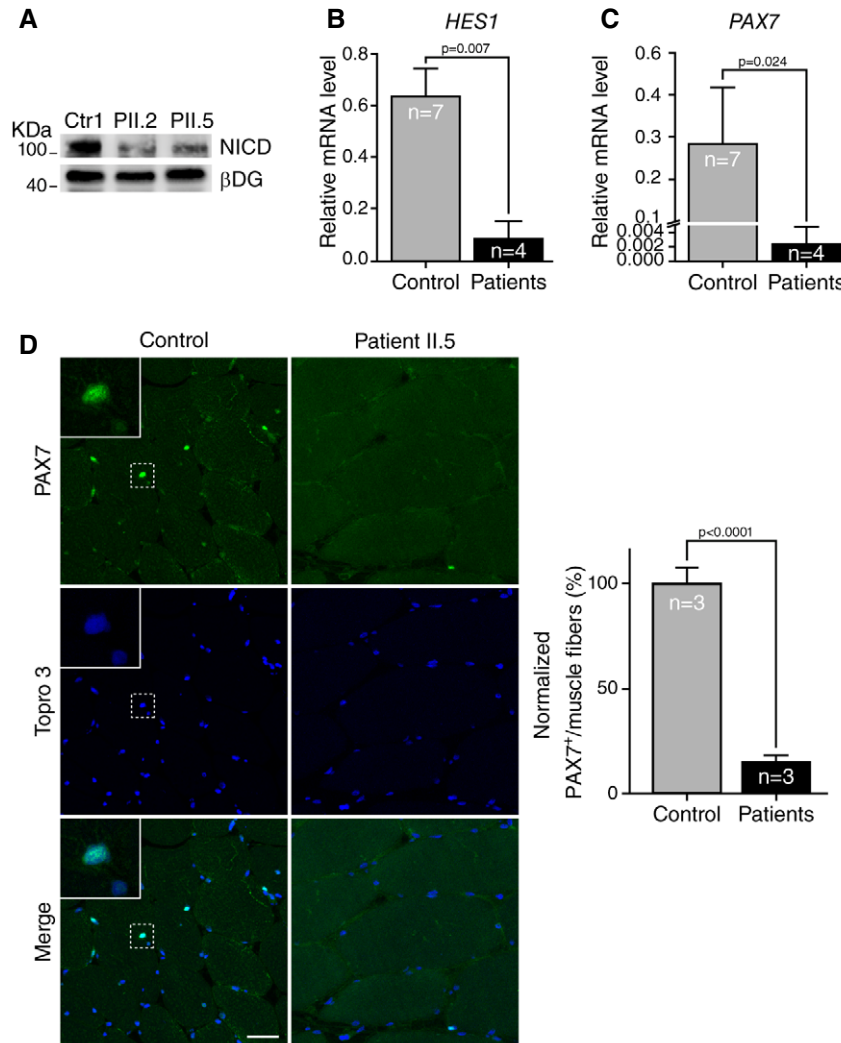 A
KDa
Ctr1 PII.2 PII.5
100
NICD
40
βDG
B
HES1
p=0.007
Relative mRNA level
0.8
0.6
0.4
0.2
0.0
n=7
n=4
Control Patients
C
PAX7
p=0.024
Relative mRNA level
0.6
0.4
0.3
0.2
0.1
0.004
0.002
0.000
n=7
n=4
Control Patients
D
Control
Patient II.5
PAX7
Topro 3
Merge
Normalized
PAX7⁺/muscle fibers (%)
p<0.0001
100
50
0
n=3
n=3
Control Patients